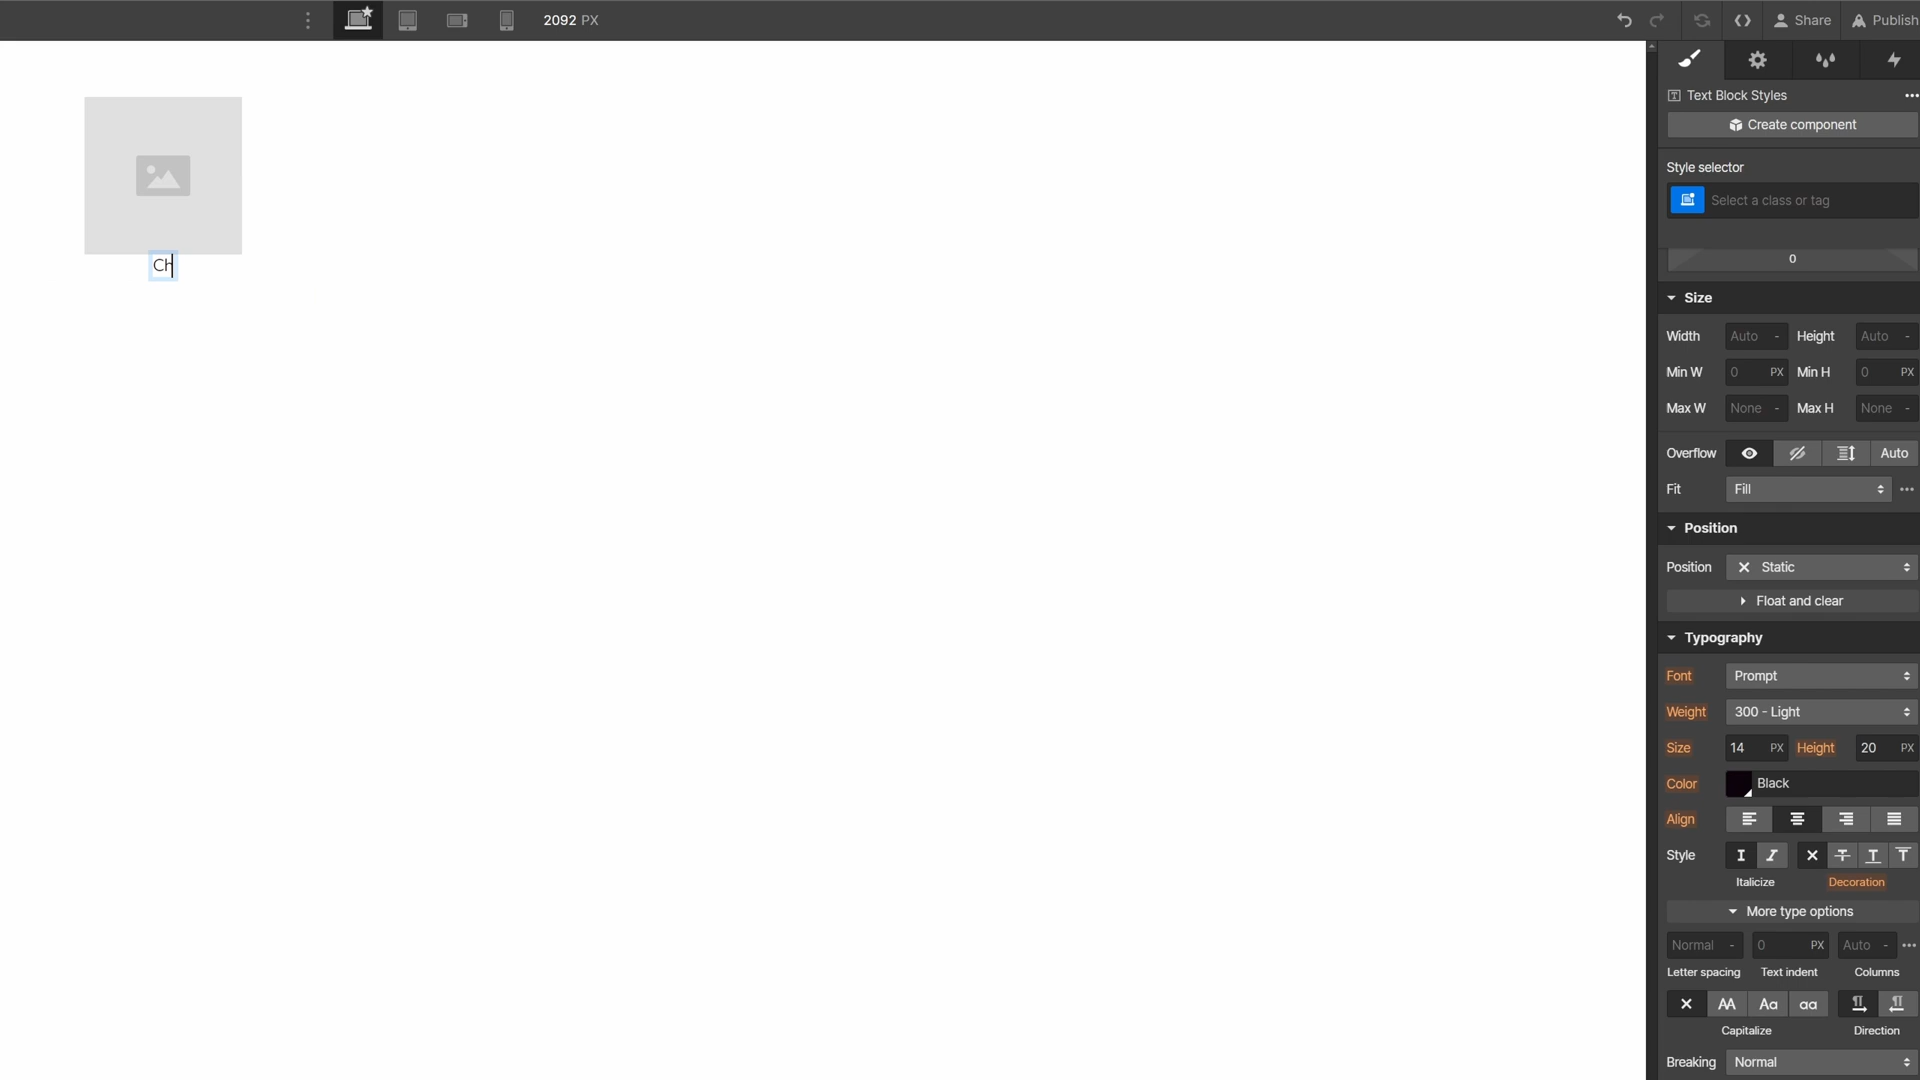 2092 PX
Share
Publish
Text Block Styles
Create component
Style selector
Select a class or tag
0
Size
Width Auto - Height Auto -
Min W 0 PX Min H 0 PX
Max W None - Max H None -
Overflow Auto
Fit Fill
Position
Position Static
Float and clear
Typography
Font Prompt
Weight 300 - Light
Size 14 PX Height 20 PX
Color Black
Align
Style
Italicize Decoration
More type options
Normal - 0 PX Auto -
Letter spacing Text indent Columns
AA Aa aa
Capitalize Direction
Breaking Normal
Ch